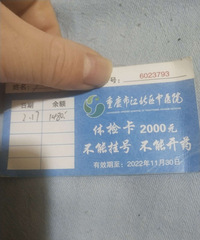 号: 6023793
日期 余额
2-17
重庆市江北区中医院
体检卡 2000元
不能挂号 不能开药
有效期至: 2022年11月30日